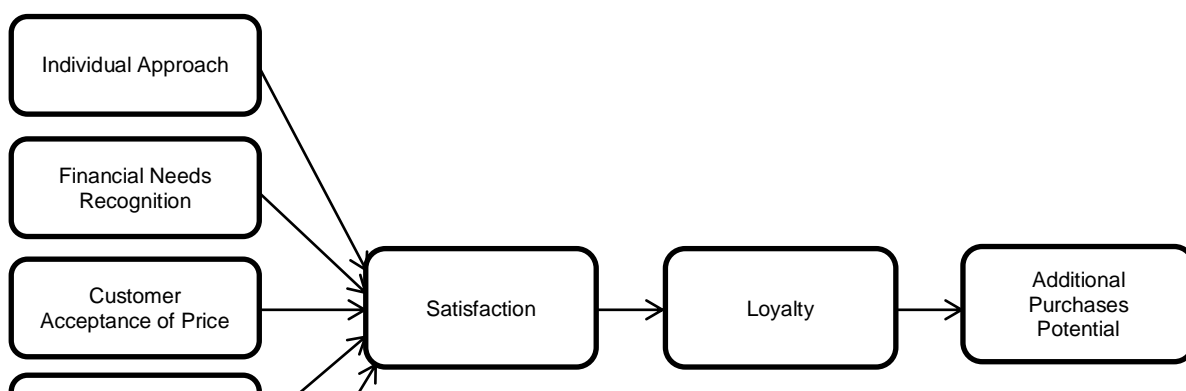 Individual Approach
Financial Needs
Recognition
Customer
Acceptance of Price
Satisfaction
Loyalty
Additional
Purchases
Potential